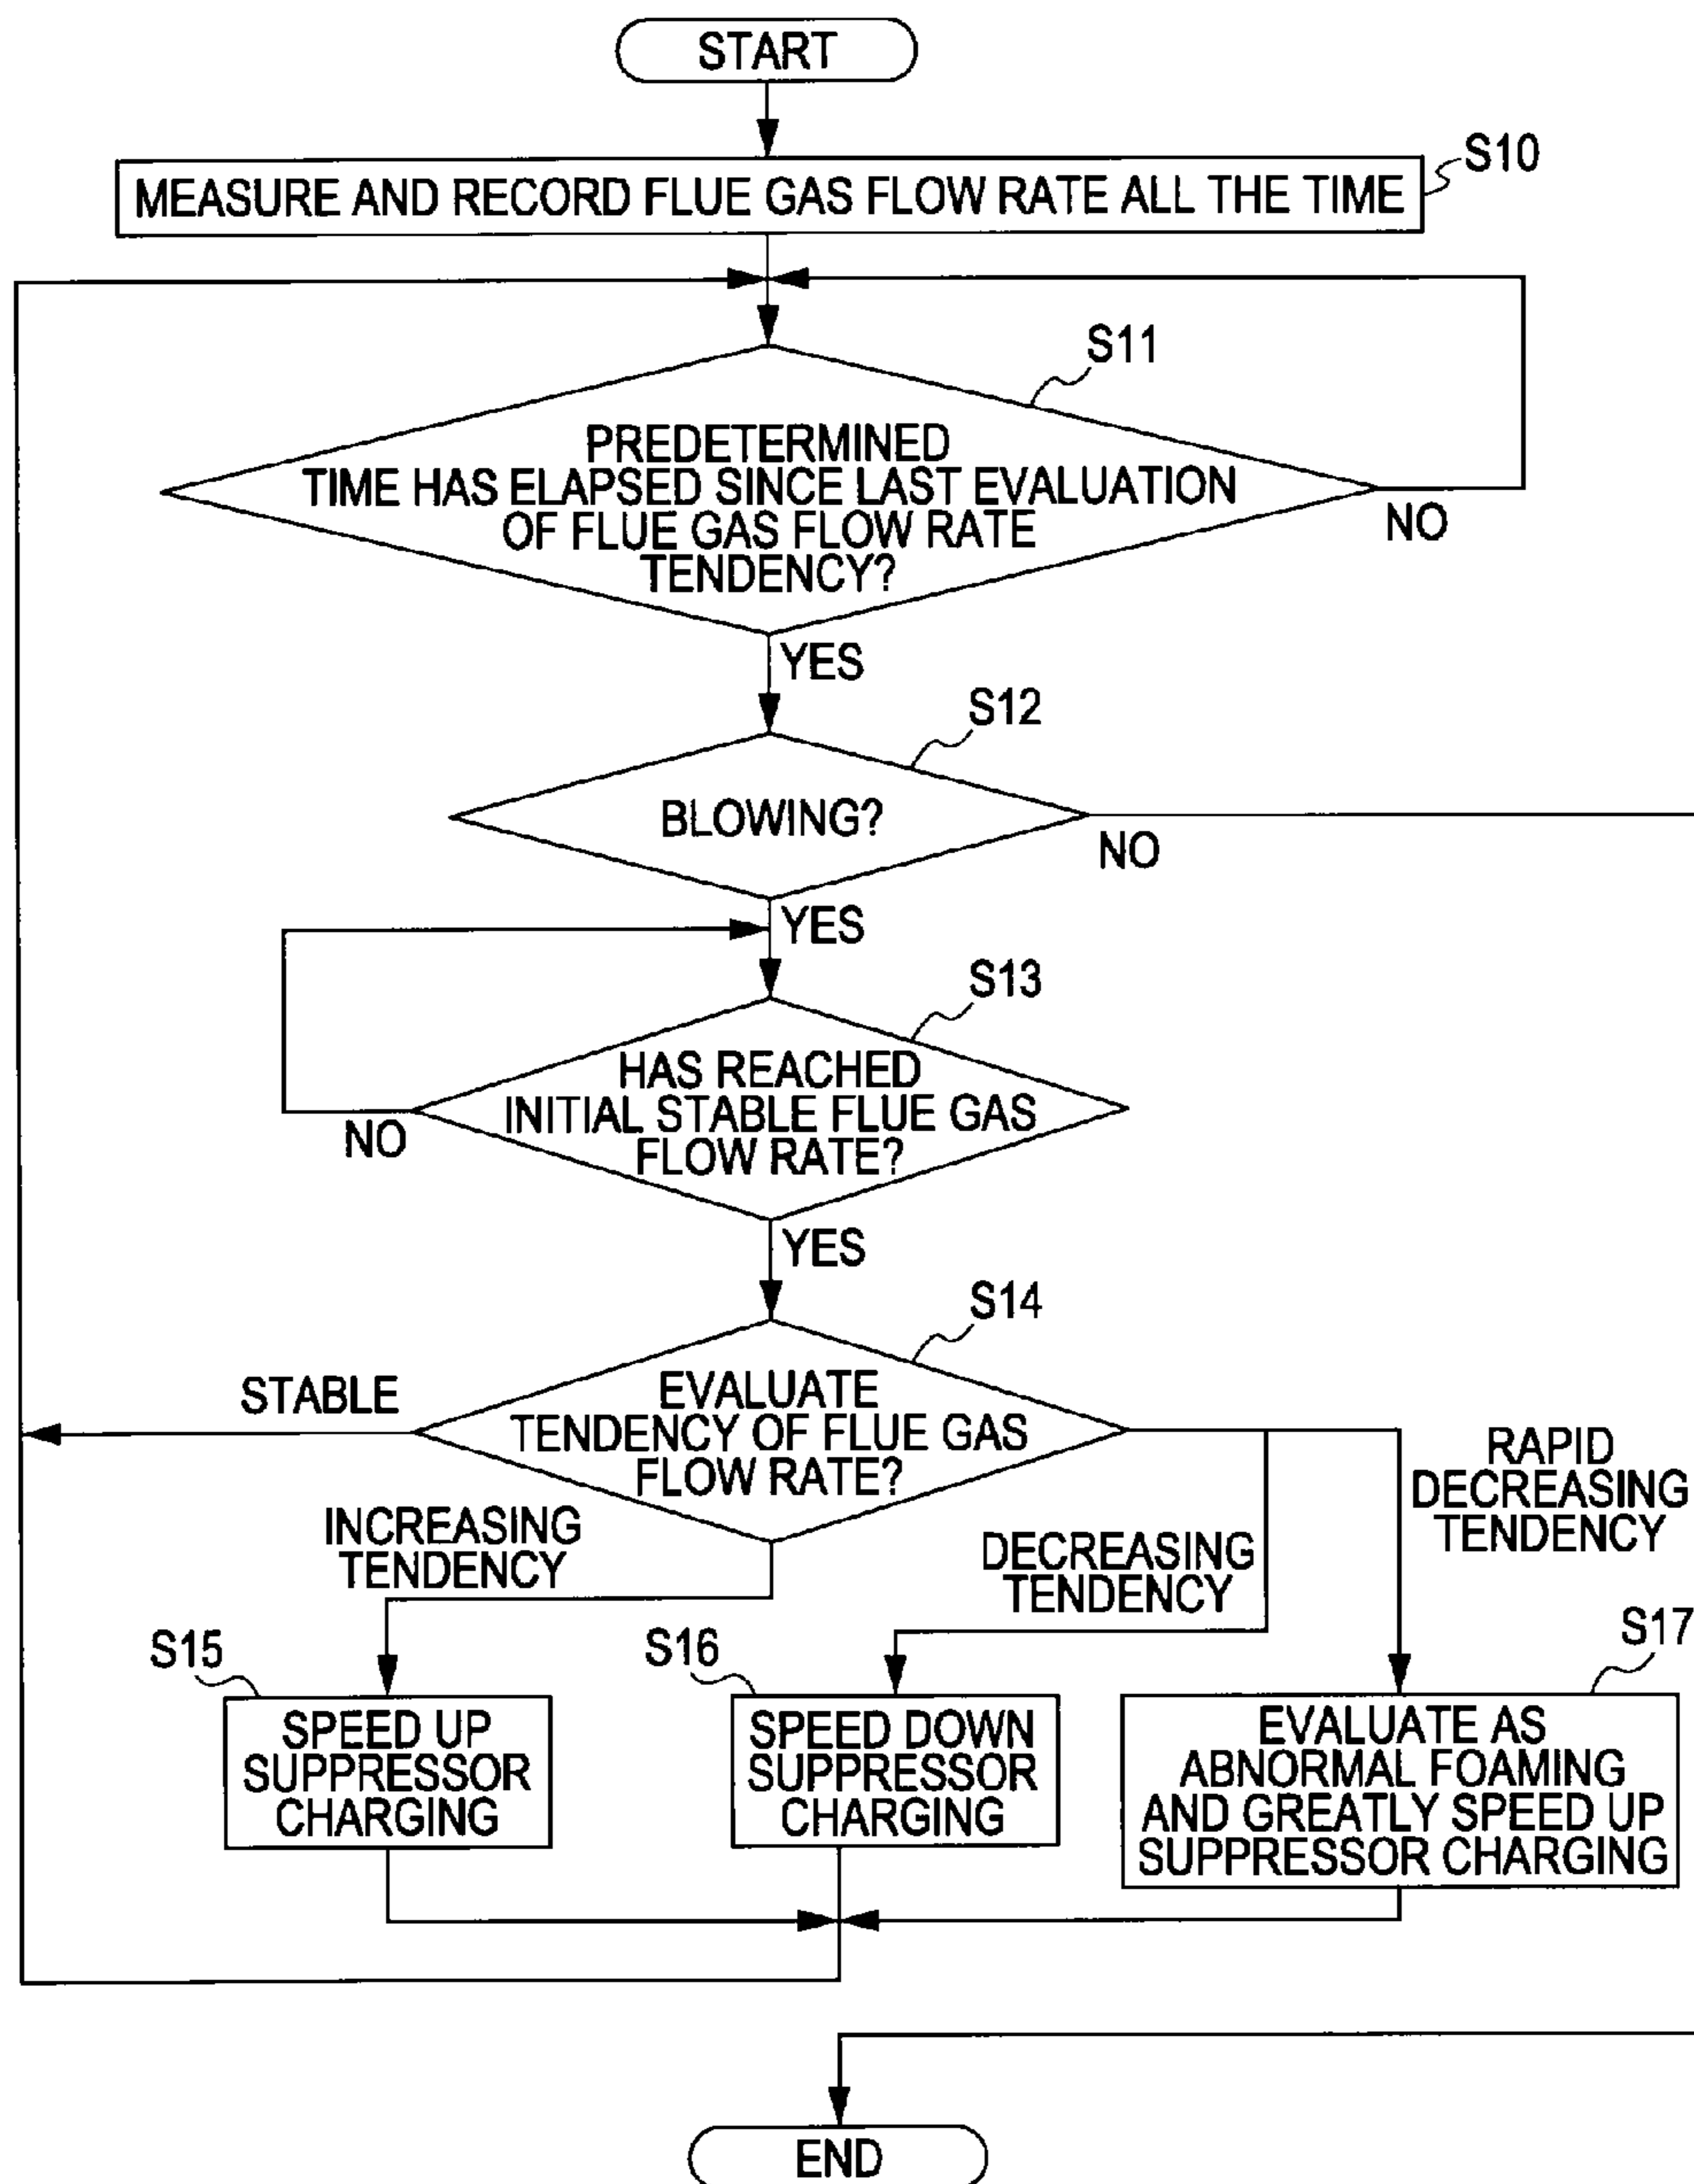 START
S10
MEASURE AND RECORD FLUE GAS FLOW RATE ALL THE TIME
S11
PREDETERMINED
TIME HAS ELAPSED SINCE LAST EVALUATION
OF FLUE GAS FLOW RATE
TENDENCY?
NO
YES
S12
BLOWING?
NO
YES
S13
HAS REACHED
INITIAL STABLE FLUE GAS
FLOW RATE?
NO
YES
S14
EVALUATE
TENDENCY OF FLUE GAS
FLOW RATE?
STABLE
INCREASING
TENDENCY
DECREASING
TENDENCY
RAPID
DECREASING
TENDENCY
S15
SPEED UP
SUPPRESSOR
CHARGING
S16
SPEED DOWN
SUPPRESSOR
CHARGING
S17
EVALUATE AS
ABNORMAL FOAMING
AND GREATLY SPEED UP
SUPPRESSOR CHARGING
END